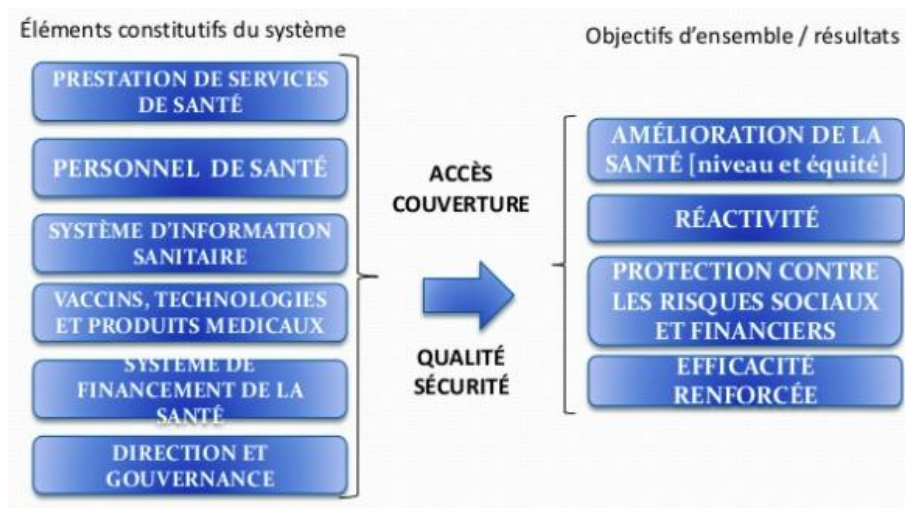 Éléments constitutifs du système
PRESTATION DE SERVICES
DE SANTÉ
PERSONNEL DE SANTÉ
SYSTÈME D'INFORMATION
SANITAIRE
VACCINS, TECHNOLOGIES
ET PRODUITS MEDICAUX
SYSTÈME DE
FINANCEMENT DE LA
SANTÉ
DIRECTION ET
GOUVERNANCE
ACCÈS
COUVERTURE
QUALITÉ
SÉCURITÉ
Objectifs d'ensemble / résultats
AMÉLIORATION DE LA
SANTÉ [niveau et équité]
RÉACTIVITÉ
PROTECTION CONTRE
LES RISQUES SOCIAUX
ET FINANCIERS
EFFICACITÉ
RENFORCÉE